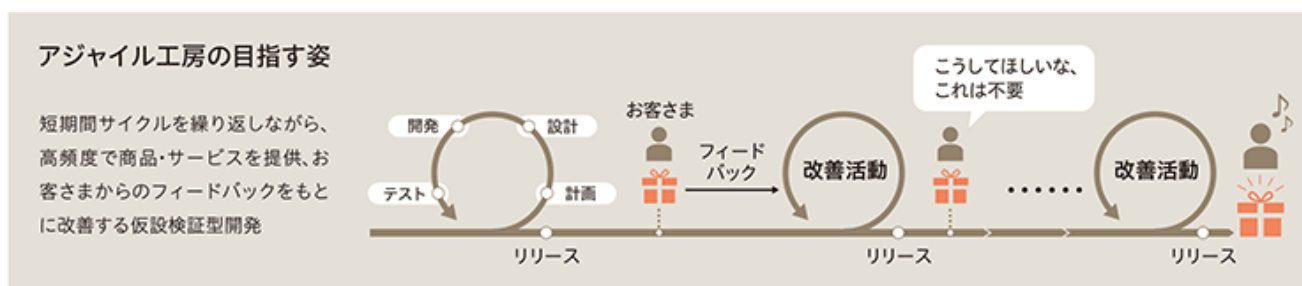 アジャイル工房の目指す姿
短期間サイクルを繰り返しながら、
高頻度で商品・サービスを提供、お
客さまからのフィードバックをもと
に改善する仮設検証型開発
開発
設計
テスト
計画
リリース
お客さま
フィード
バック
改善活動
リリース
こうしてほしいな、
これは不要
改善活動
リリース